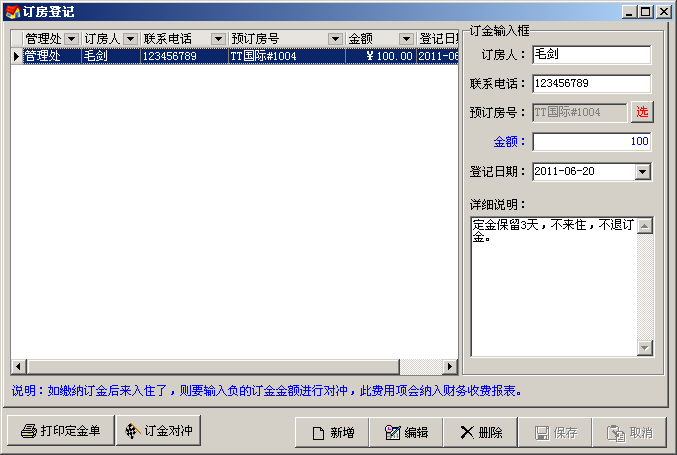 订房登记
管理处 订房人 联系电话 预订房号 金额 登记日期
管理处 毛剑 123456789 TT国际#1004 ￥100.00 2011-06
订金输入框
订房人： 毛剑
联系电话： 123456789
预订房号： TT国际#1004 选
金额： 100
登记日期： 2011-06-20
详细说明：
定金保留3天，不来住，不退订
金。
说明：如缴纳订金后来入住了，则要输入负的订金金额进行对冲，此费用项会纳入财务收费报表。
打印定金单 订金对冲 新增 编辑 删除 保存 取消